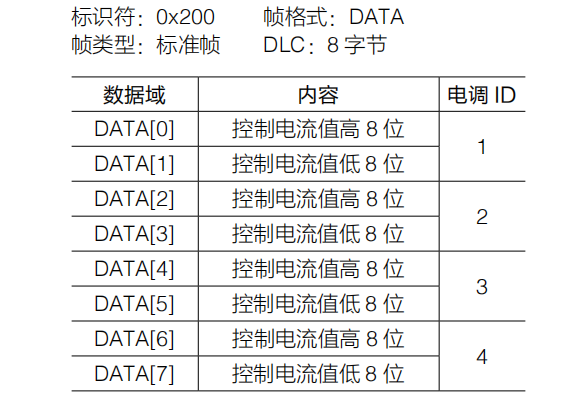 标识符：0x200 帧格式：DATA
帧类型：标准帧 DLC：8 字节
数据域 内容 电调 ID
DATA[0] 控制电流值高 8 位 1
DATA[1] 控制电流值低 8 位
DATA[2] 控制电流值高 8 位 2
DATA[3] 控制电流值低 8 位
DATA[4] 控制电流值高 8 位 3
DATA[5] 控制电流值低 8 位
DATA[6] 控制电流值高 8 位 4
DATA[7] 控制电流值低 8 位